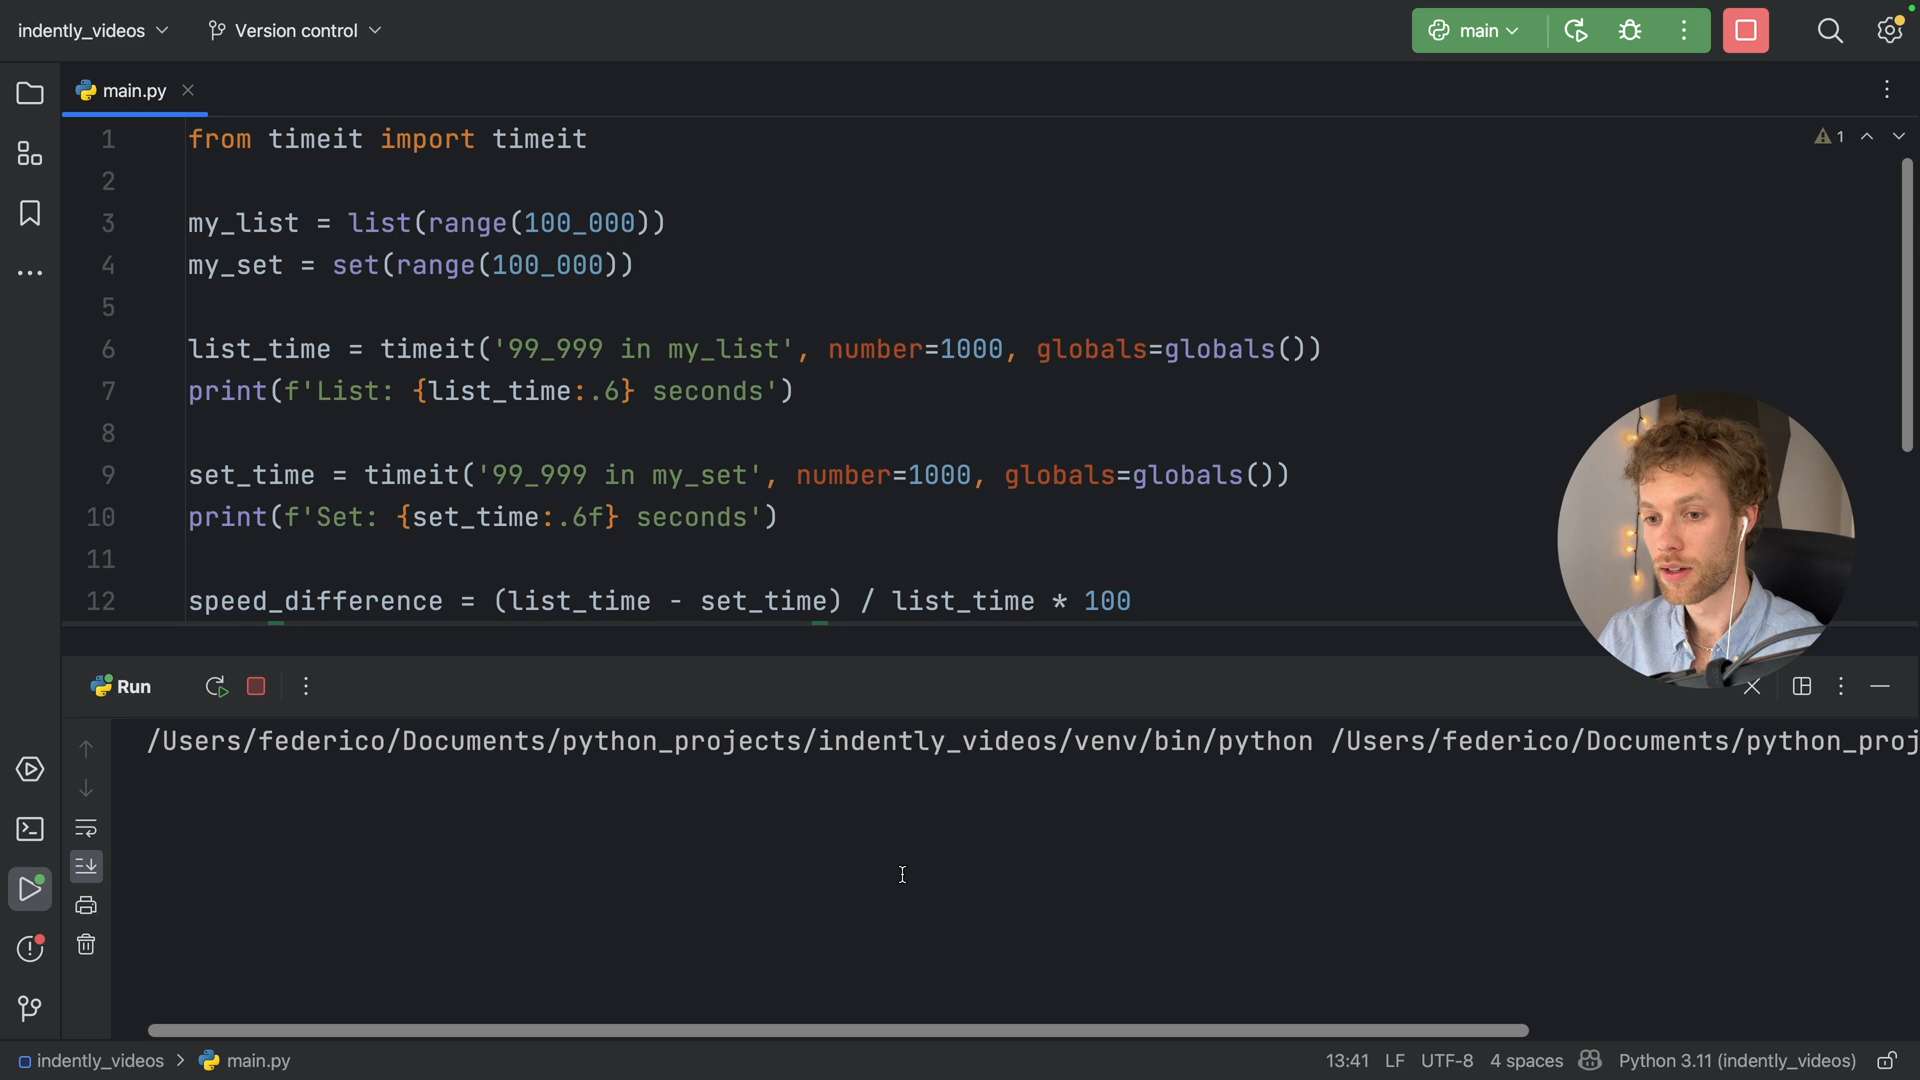 indently_videos Version control main
main.py
1
1 from timeit import timeit
2
3 my_list = list(range(100_000))
4 my_set = set(range(100_000))
5
6 list_time = timeit('99_999 in my_list', number=1000, globals=globals())
7 print(f'List: {list_time:.6} seconds')
8
9 set_time = timeit('99_999 in my_set', number=1000, globals=globals())
10 print(f'Set: {set_time:.6f} seconds')
11
12 speed_difference = (list_time - set_time) / list_time * 100
Run
/Users/federico/Documents/python_projects/indently_videos/venv/bin/python /Users/federico/Documents/python_proj
indently_videos > main.py 13:41 LF UTF-8 4 spaces Python 3.11 (indently_videos)